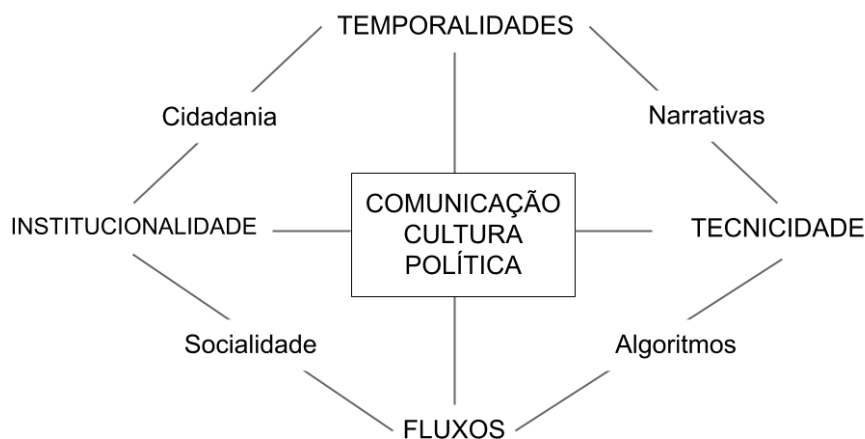 TEMPORALIDADES
Cidadania
Narrativas
COMUNICAÇÃO
CULTURA
POLÍTICA
INSTITUCIONALIDADE
TECNICIDADE
Socialidade
Algoritmos
FLUXOS